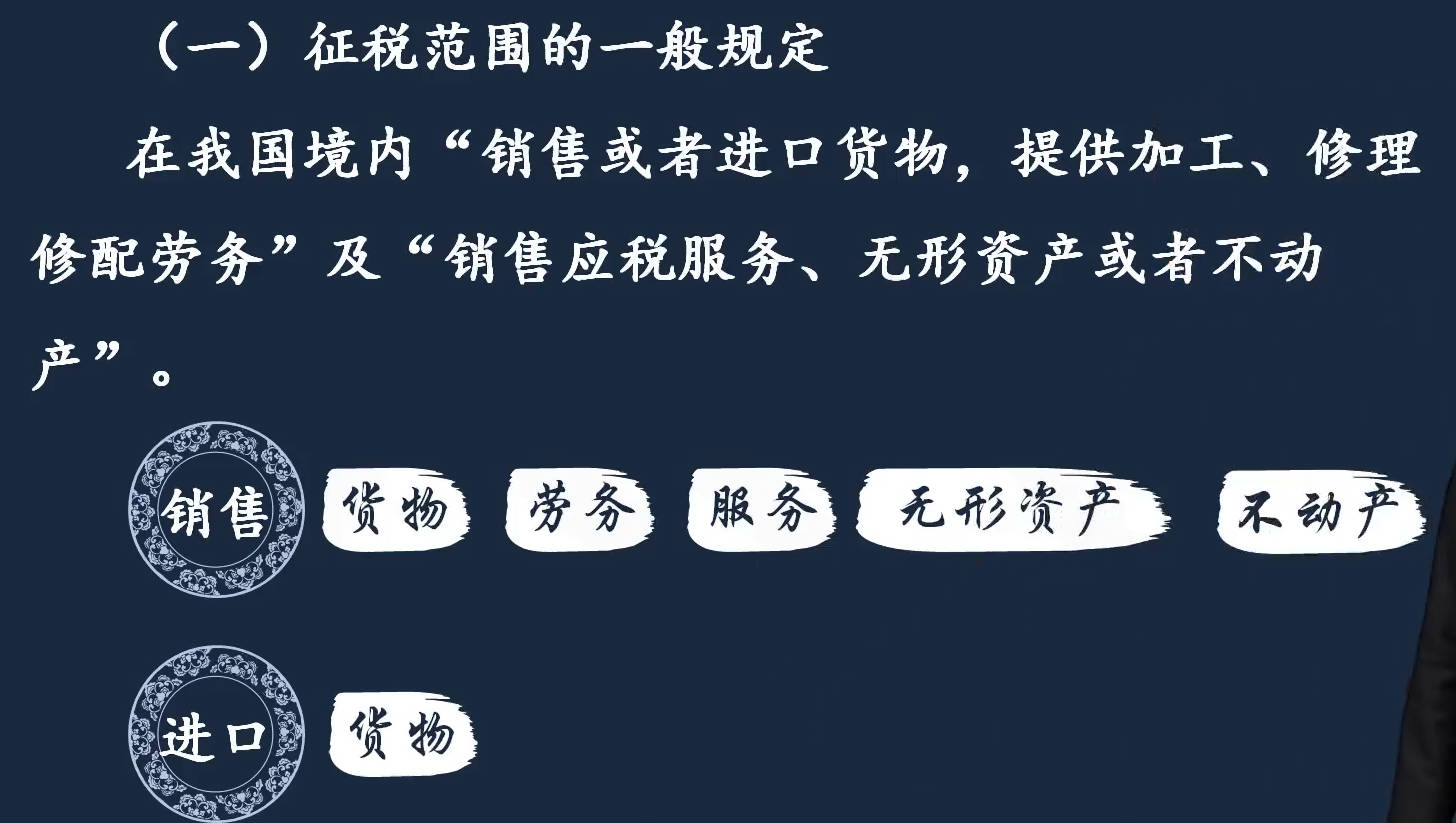 （一）征税范围的一般规定
在我国境内“销售或者进口货物，提供加工、修理
修配劳务”及“销售应税服务、无形资产或者不动
产”。
销售 货物 劳务 服务 无形资产 不动产
进口 货物